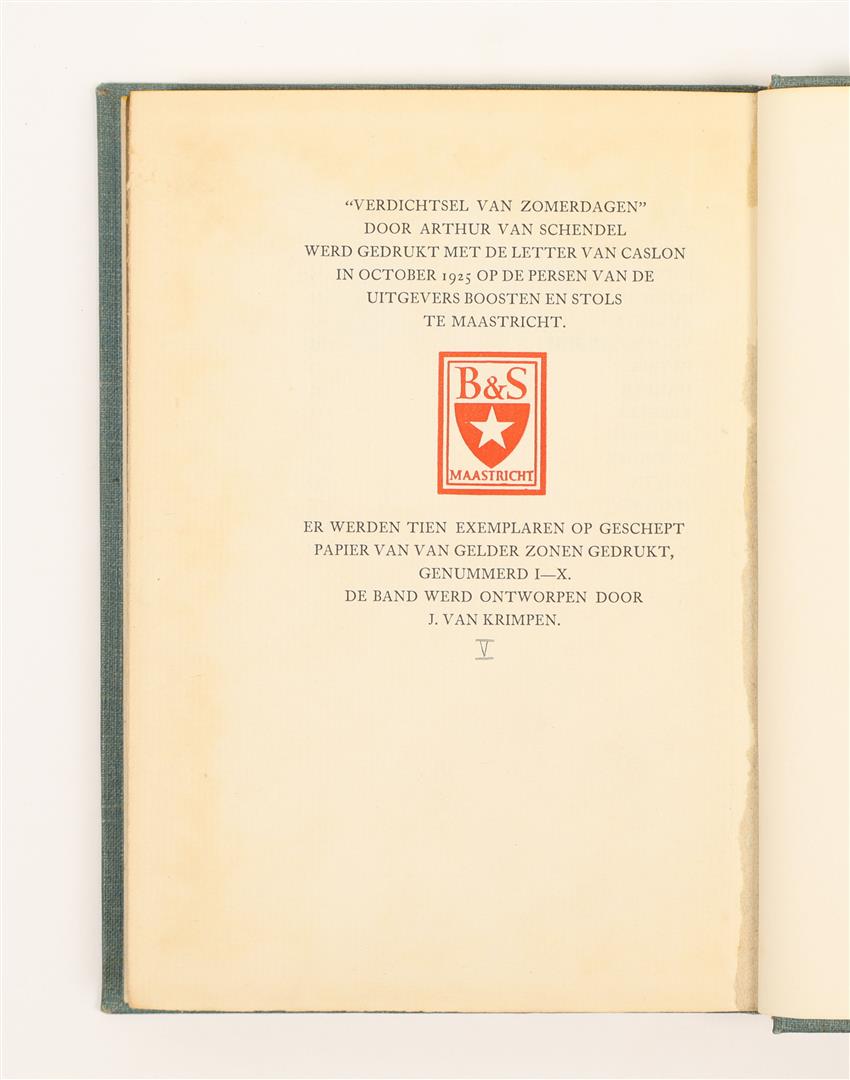 “VERDICHTSEL VAN ZOMERDAGEN”
DOOR ARTHUR VAN SCHENDEL
WERD GEDRUKT MET DE LETTER VAN CASLON
IN OCTOBER 1925 OP DE PERSEN VAN DE
UITGEVERS BOOSTEN EN STOLS
TE MAASTRICHT.
B&S
MAASTRICHT
ER WERDEN TIEN EXEMPLAREN OP GESCHEPT
PAPIER VAN VAN GELDER ZONEN GEDRUKT,
GENUMMERD I—X.
DE BAND WERD ONTWORPEN DOOR
J. VAN KRIMPEN.
V